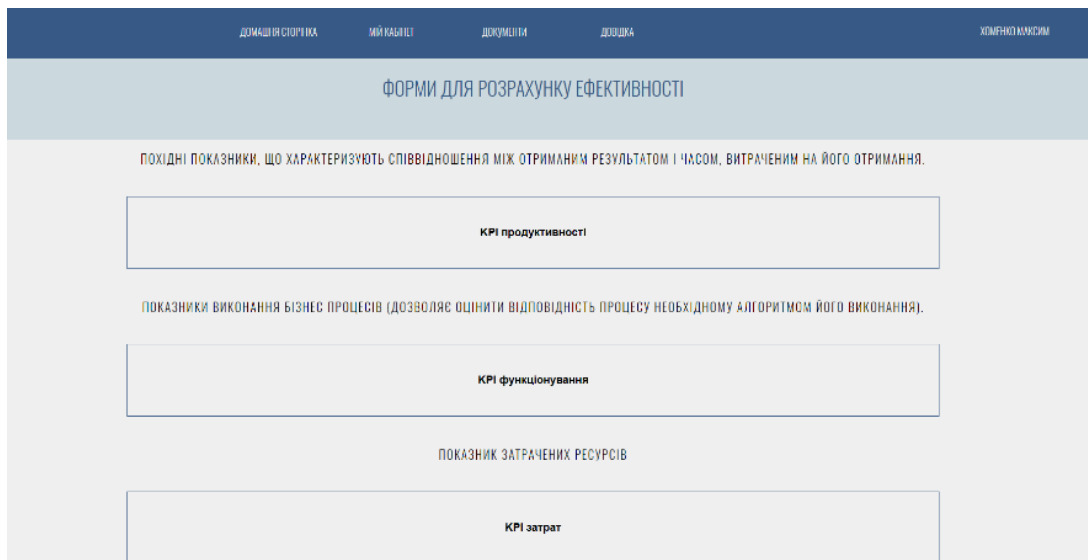 ДОМАШНЯ СТОРІНКА МІЙ КАБІНЕТ ДОКУМЕНТИ ДОВІДКА ХОМЕНКО МАКСИМ
ФОРМИ ДЛЯ РОЗРАХУНКУ ЕФЕКТИВНОСТІ
ПОХІДНІ ПОКАЗНИКИ, ЩО ХАРАКТЕРИЗУЮТЬ СПІВВІДНОШЕННЯ МІЖ ОТРИМАНИМ РЕЗУЛЬТАТОМ І ЧАСОМ, ВИТРАЧЕНИМ НА ЙОГО ОТРИМАННЯ.
KPI продуктивності
ПОКАЗНИКИ ВИКОНАННЯ БІЗНЕС ПРОЦЕСІВ (ДОЗВОЛЯЄ ОЦІНИТИ ВІДПОВІДНІСТЬ ПРОЦЕСУ НЕОБХІДНОМУ АЛГОРИТМОМ ЙОГО ВИКОНАННЯ).
KPI функціонування
ПОКАЗНИК ЗАТРАЧЕНИХ РЕСУРСІВ
KPI затрат